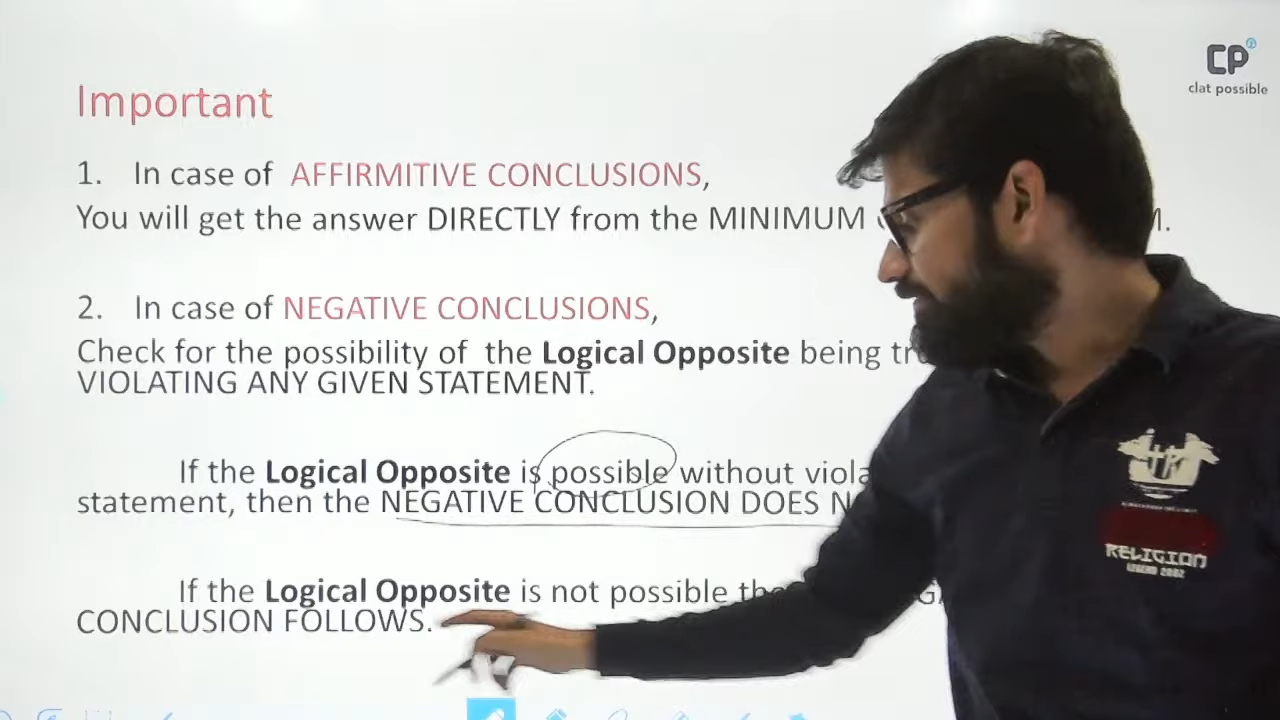 CP
clat possible
Important
1. In case of AFFIRMITIVE CONCLUSIONS,
You will get the answer DIRECTLY from the MINIMUM
2. In case of NEGATIVE CONCLUSIONS,
Check for the possibility of the Logical Opposite being
VIOLATING ANY GIVEN STATEMENT.
If the Logical Opposite is possible without
statement, then the NEGATIVE CONCLUSION DOES
If the Logical Opposite is not possible
CONCLUSION FOLLOWS.
RELIGION